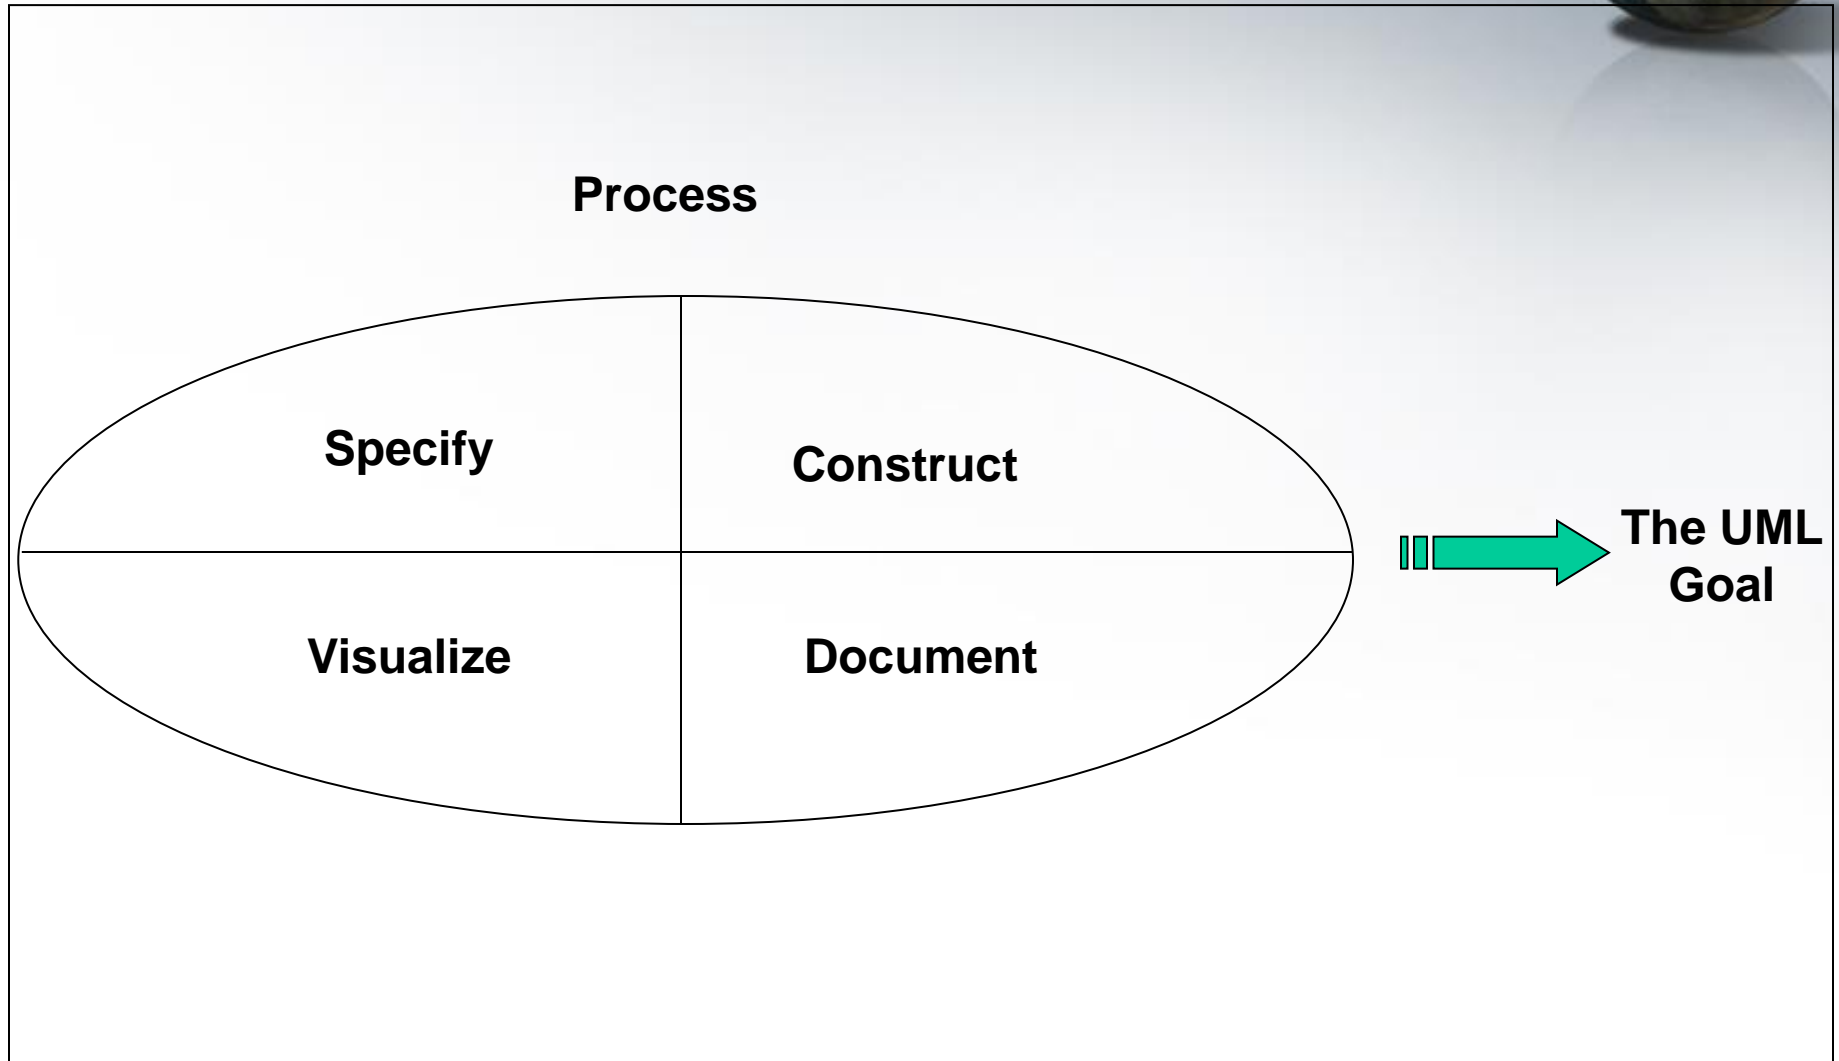 Process
Specify
Construct
The UML
Goal
Visualize
Document